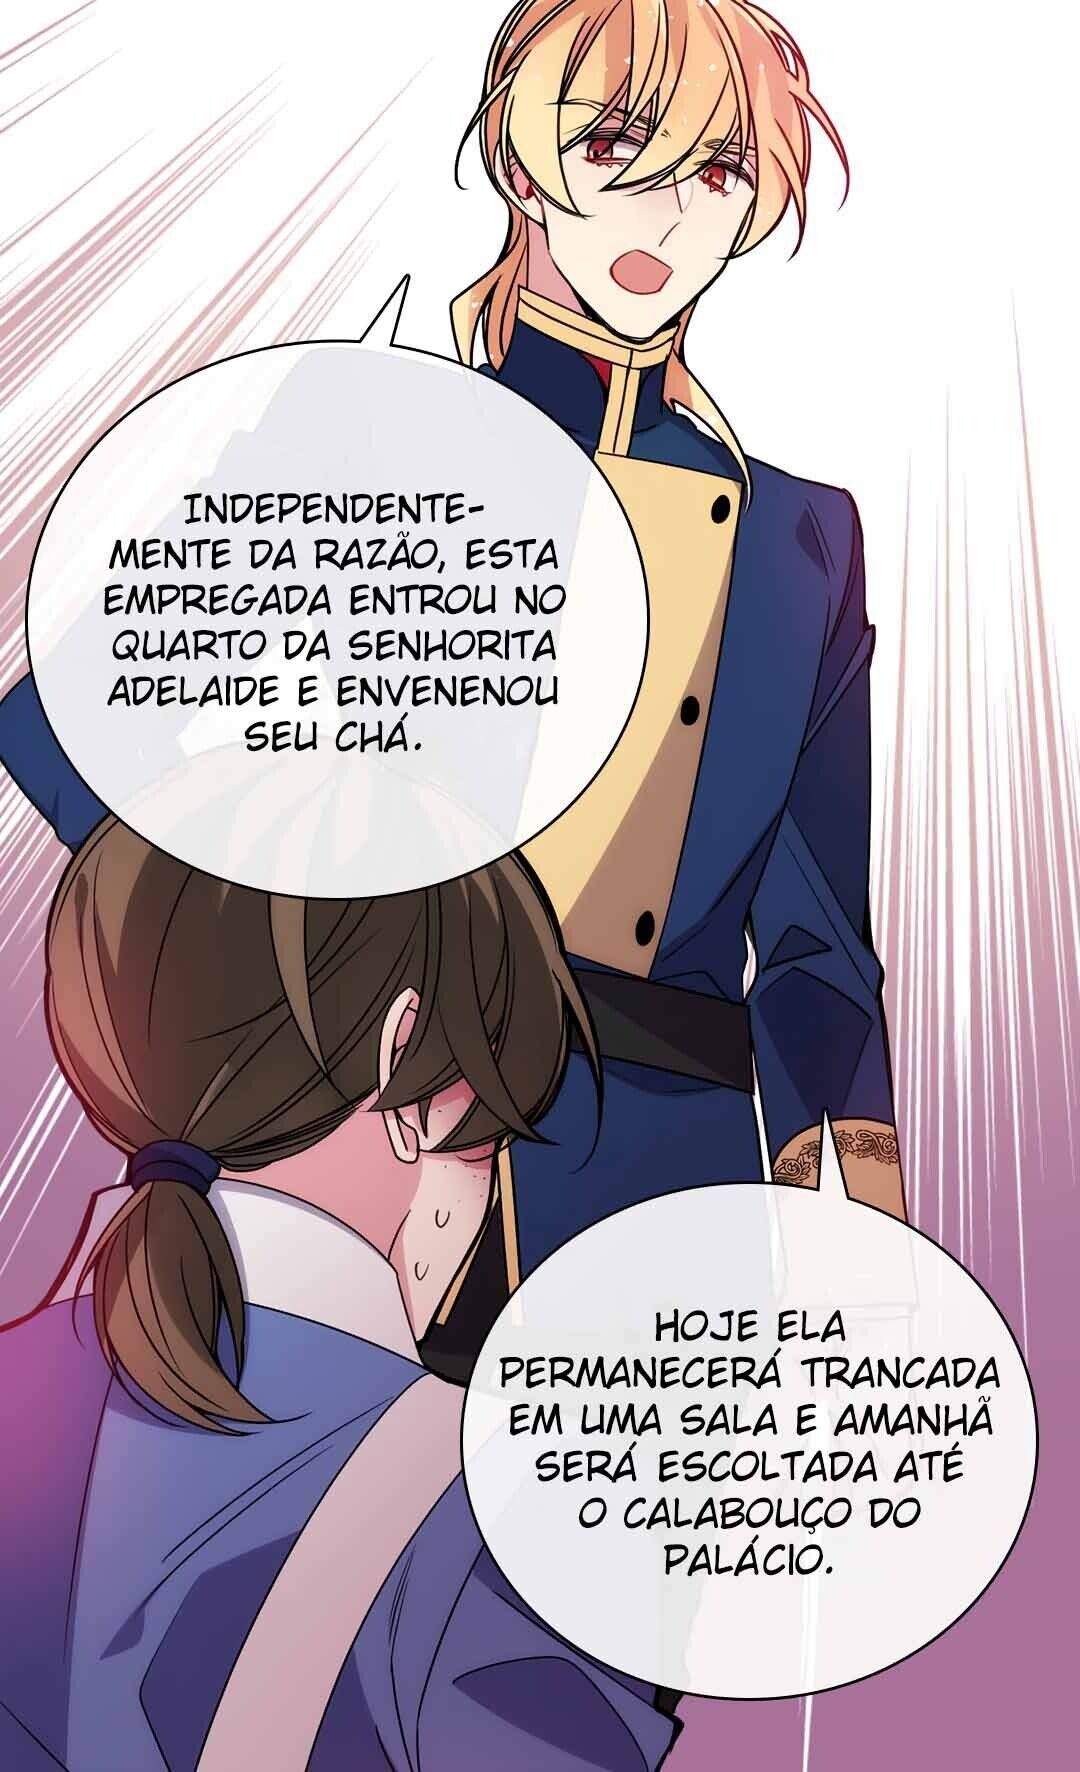 INDEPENDENTE-
MENTE DA RAZÃO, ESTA
EMPREGADA ENTROU NO
QUARTO DA SENHORITA
ADELAIDE E ENVENENOU
SEU CHÁ.
HOJE ELA
PERMANECERÁ TRANCADA
EM UMA SALA E AMANHÃ
SERÁ ESCOLTADA ATÉ
O CALABOUÇO DO
PALÁCIO.